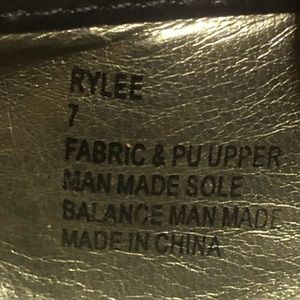 RYLEE
7
FABRIC & PU UPPER
MAN MADE SOLE
BALANCE MAN MADE
MADE IN CHINA